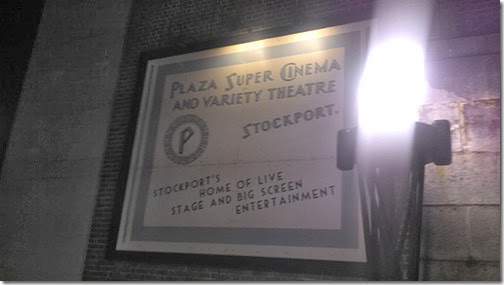 PLAZA SUPER CINEMA
AND VARIETY THEATRE
STOCKPORT.
P
STOCKPORT'S
HOME OF LIVE
STAGE AND BIG SCREEN
ENTERTAINMENT